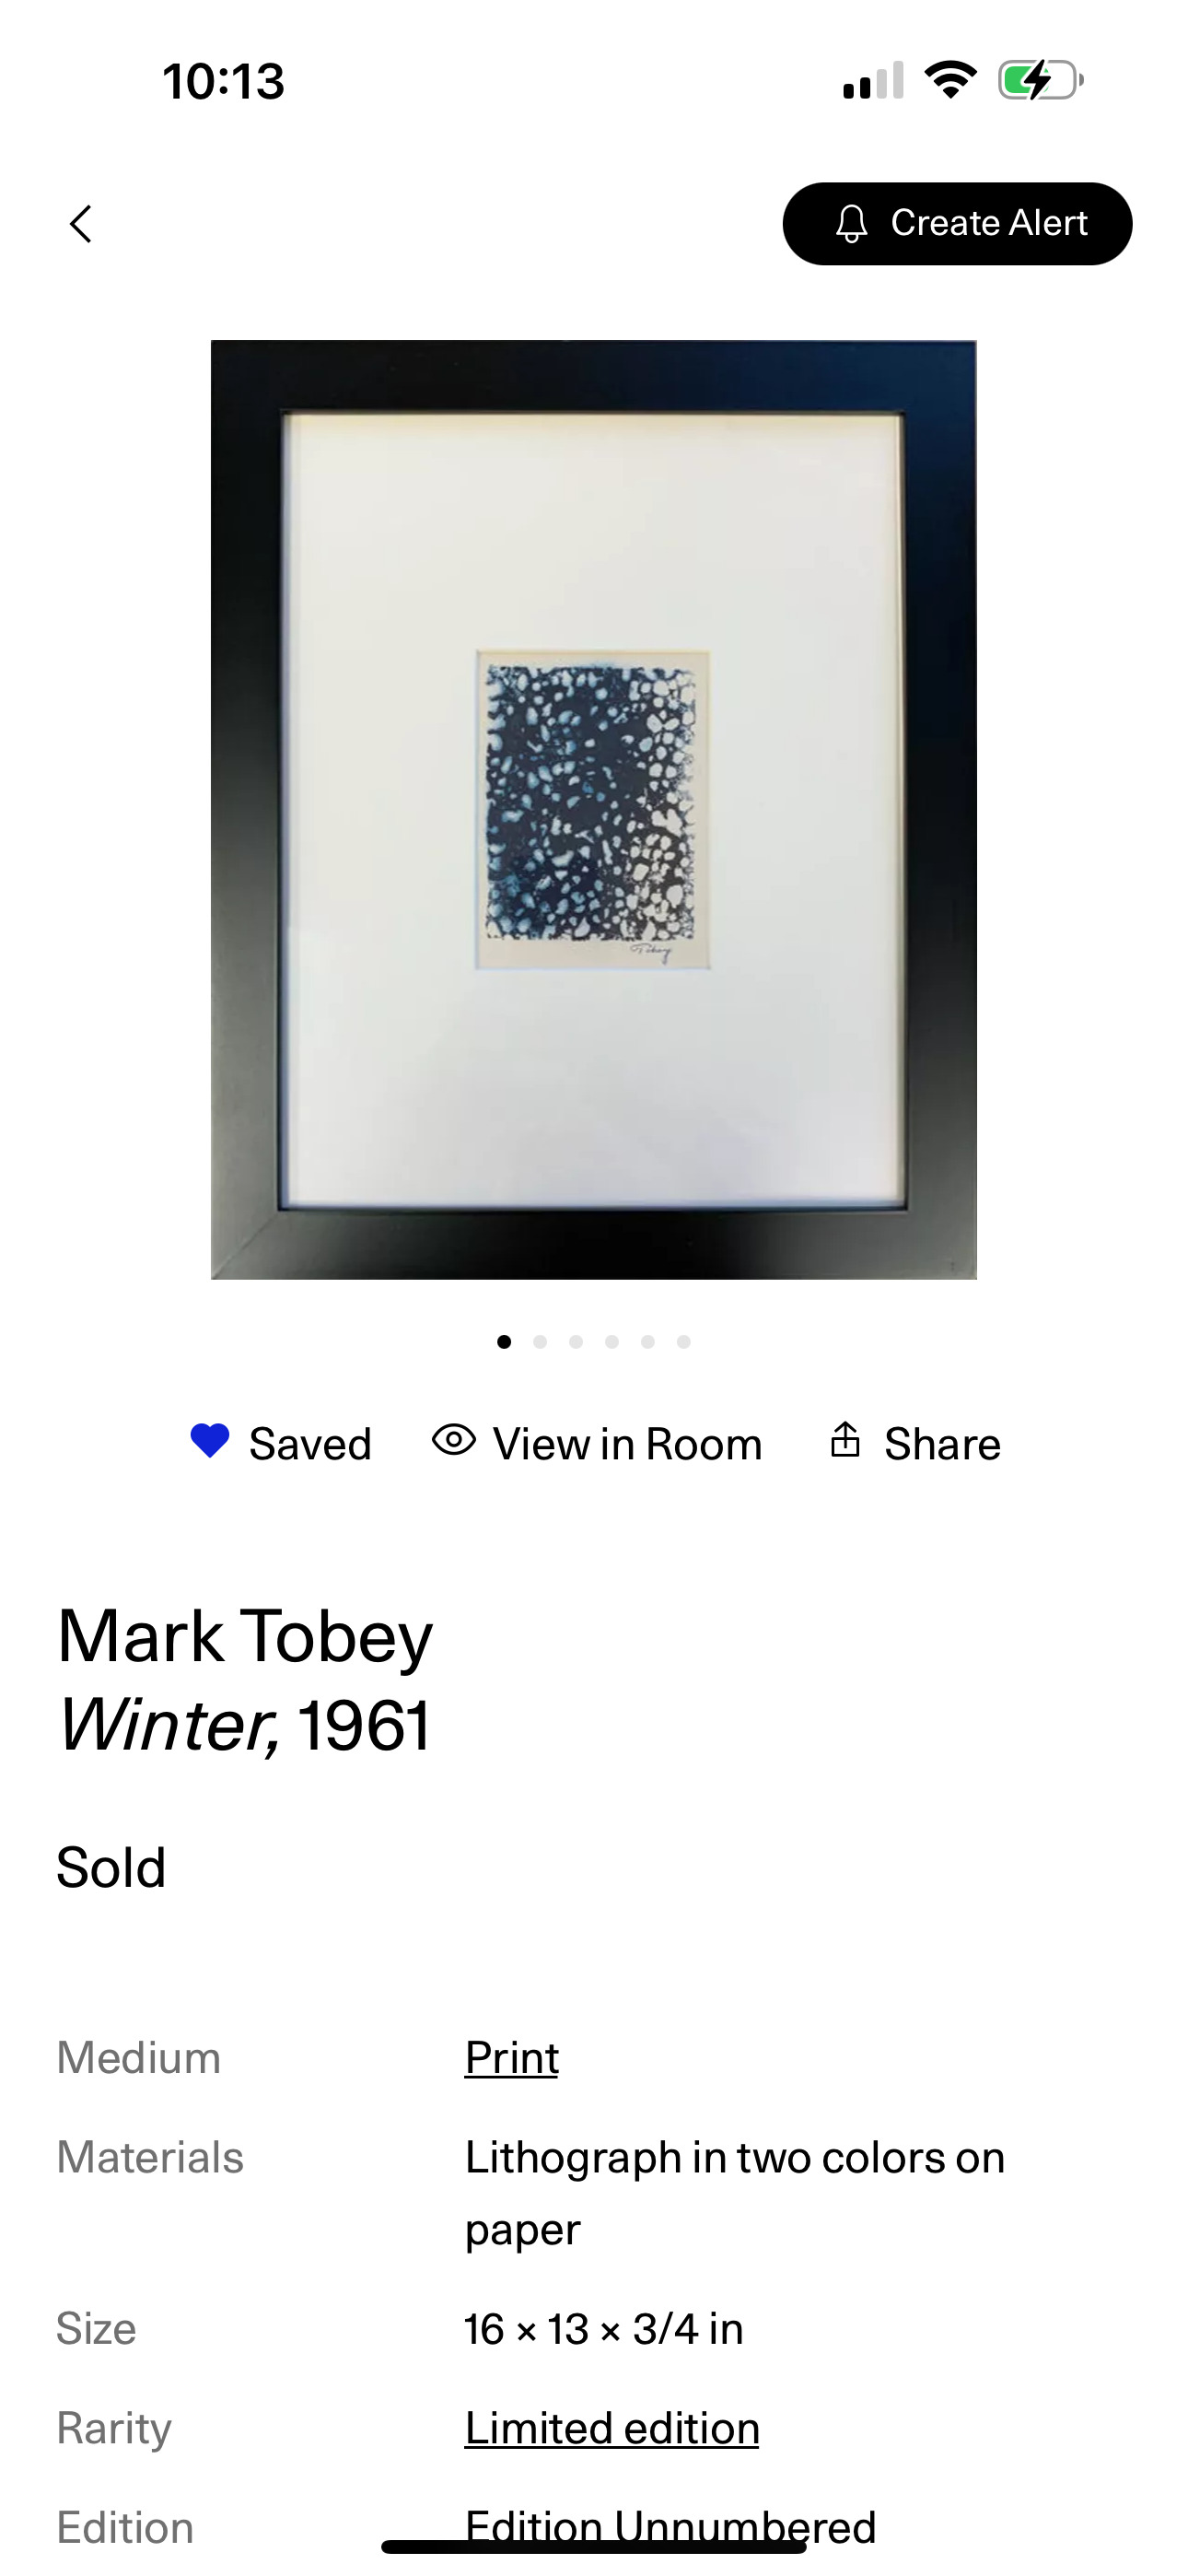 10:13
Create Alert
Tobey
Saved View in Room Share
Mark Tobey
Winter, 1961
Sold
Medium Print
Materials Lithograph in two colors on
paper
Size 16 × 13 × 3/4 in
Rarity Limited edition
Edition Edition Unnumbered